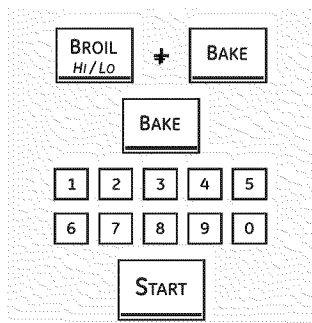 BROIL + BAKE
HI / LO
BAKE
1 2 3 4 5
6 7 8 9 0
START